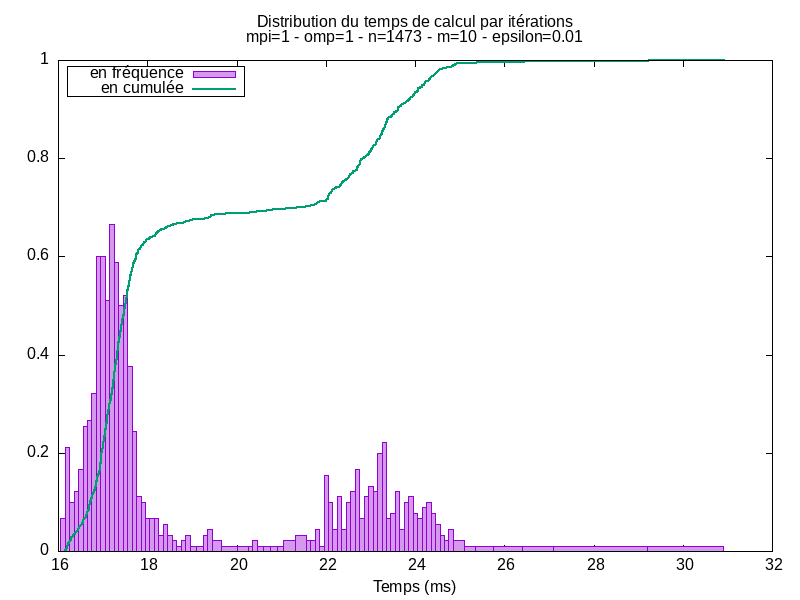 Distribution du temps de calcul par itérations
mpi=1 - omp=1 - n=1473 - m=10 - epsilon=0.01
1
en fréquence
en cumulée
0.8
0.6
0.4
0.2
0
16 18 20 22 24 26 28 30 32
Temps (ms)